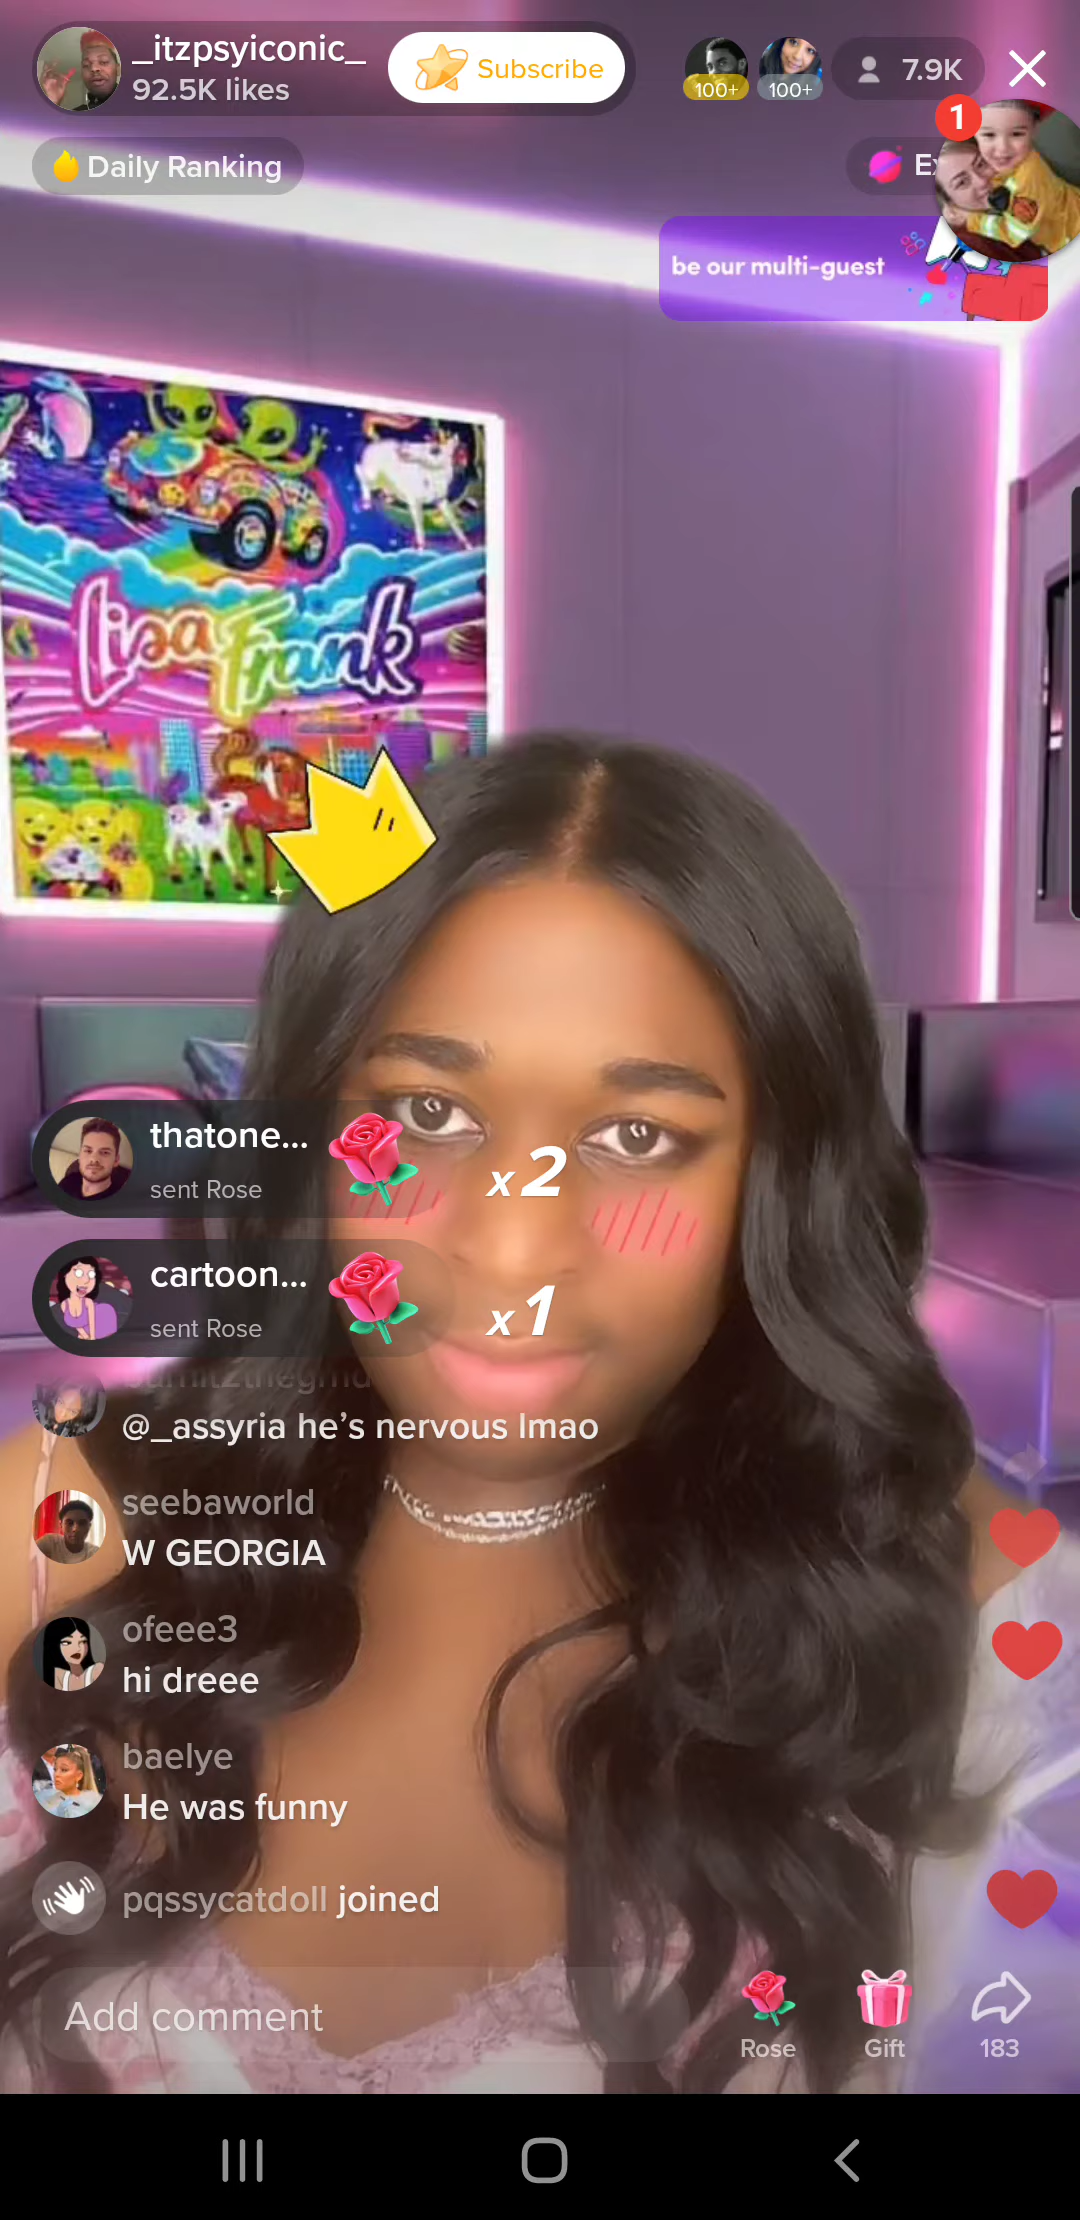 _itzpsyiconic_
92.5K likes
Subscribe
100+
100+
7.9K
1
Daily Ranking
be our multi-guest
Lisa Frank
thatone...
sent Rose
x2
cartoon...
sent Rose
x1
@_assyria he's nervous lmao
seebaworld
W GEORGIA
ofeee3
hi dreee
baelye
He was funny
pqssycatdoll joined
Add comment
Rose
Gift
183